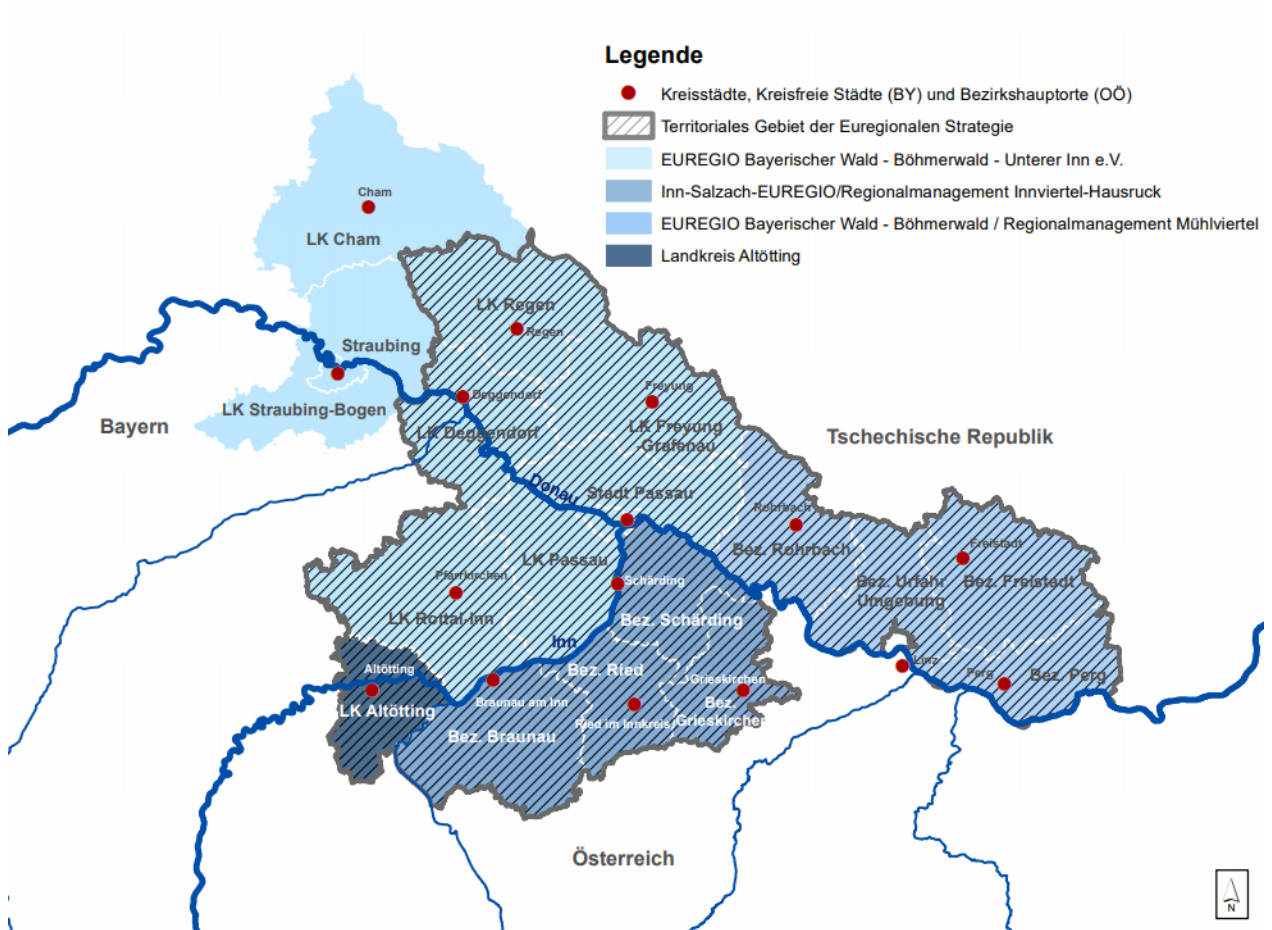 Legende
Kreisstädte, Kreisfreie Städte (BY) und Bezirkshauptorte (OÖ)
Territoriales Gebiet der Euregionalen Strategie
EUREGIO Bayerischer Wald - Böhmerwald - Unterer Inn e.V.
Inn-Salzach-EUREGIO/Regionalmanagement Innviertel-Hausruck
EUREGIO Bayerischer Wald - Böhmerwald / Regionalmanagement Mühlviertel
Landkreis Altötting
Cham
LK Cham
LK Regen
Regen
Straubing
LK Straubing-Bogen
Bayern
Deggendorf
LK Deggendorf
Freyung
LK Freyung
-Grafenau
Tschechische Republik
Donau
Stadt Passau
Rohrbach
Bez. Rohrbach
Freistadt
Bez. Freistadt
Bez. Urfahr
Umgebung
LK Passau
Pfarrkirchen
LK Rottal-Inn
Schärding
Bez. Schärding
Inn
Linz
Perg
Bez. Perg
Altötting
LK Altötting
Braunau am Inn
Bez. Braunau
Bez. Ried
Ried im Innkreis
Grieskirchen
Bez.
Grieskirchen
Österreich
N